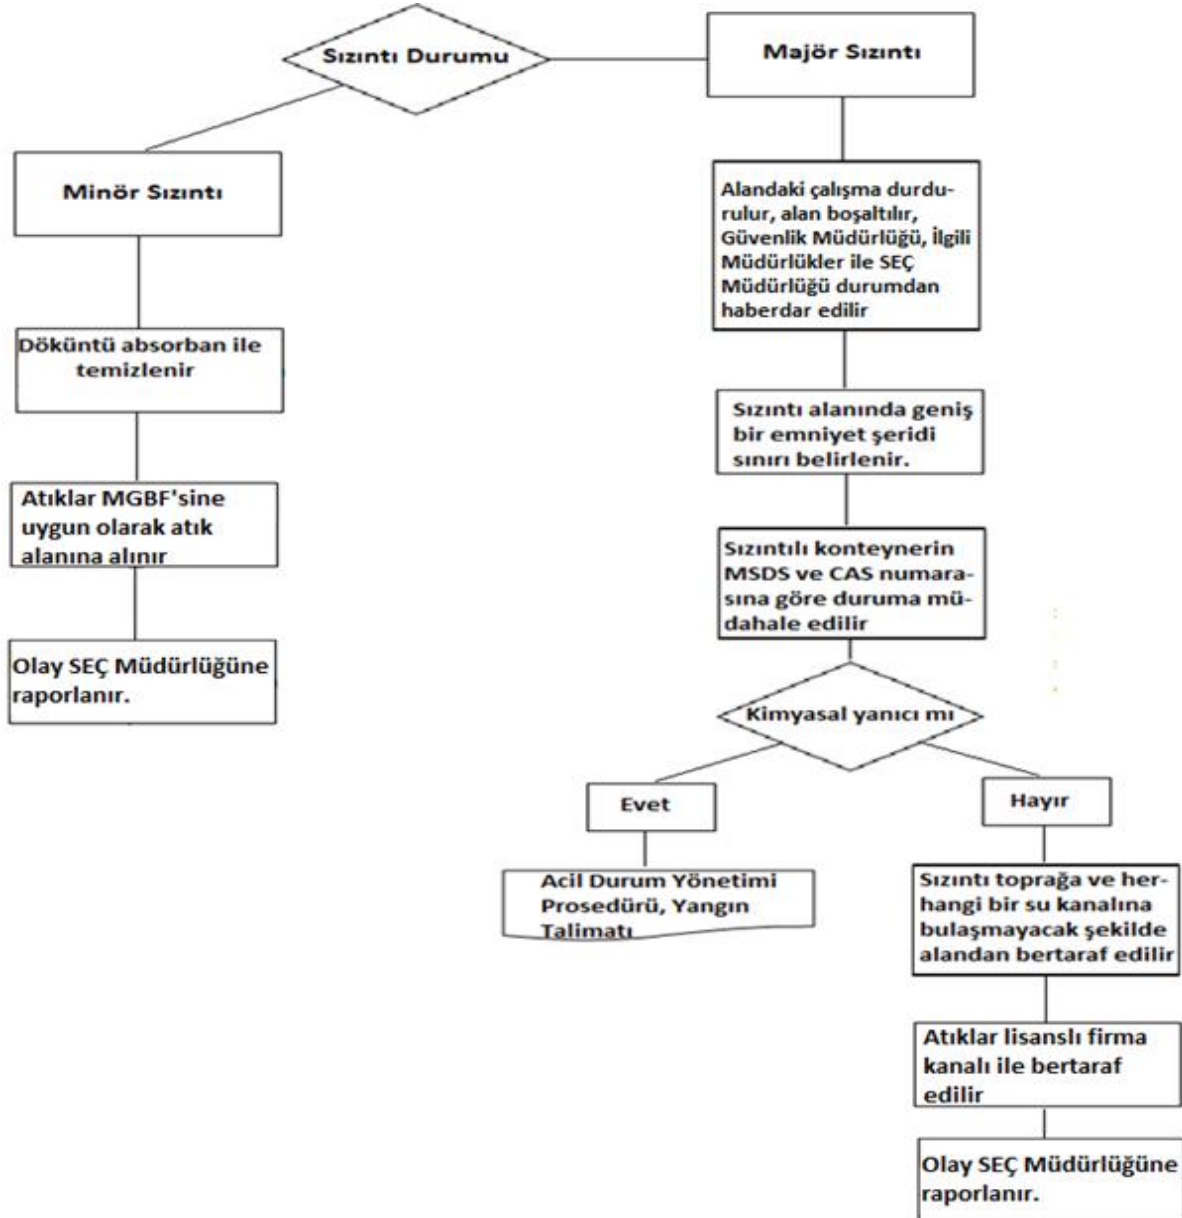 Sızıntı Durumu
Majör Sızıntı
Minör Sızıntı
Alandaki çalışma durdu-
rulur, alan boşaltılır,
Güvenlik Müdürlüğü, İlgili
Müdürlükler ile SEÇ
Müdürlüğü durumdan
haberdar edilir
Döküntü absorban ile
temizlenir
Sızıntı alanında geniş
bir emniyet şeridi
sınırı belirlenir.
Atıklar MGBF'sine
uygun olarak atık
alanına alınır
Sızıntılı konteynerin
MSDS ve CAS numara-
sına göre duruma mü-
dahale edilir
Olay SEÇ Müdürlüğüne
raporlanır.
Kimyasal yanıcı mı
Evet
Hayır
Acil Durum Yönetimi
Prosedürü, Yangın
Talimatı
Sızıntı toprağa ve her-
hangi bir su kanalına
bulaşmayacak şekilde
alandan bertaraf edilir
Atıklar lisanslı firma
kanalı ile bertaraf
edilir
Olay SEÇ Müdürlüğüne
raporlanır.